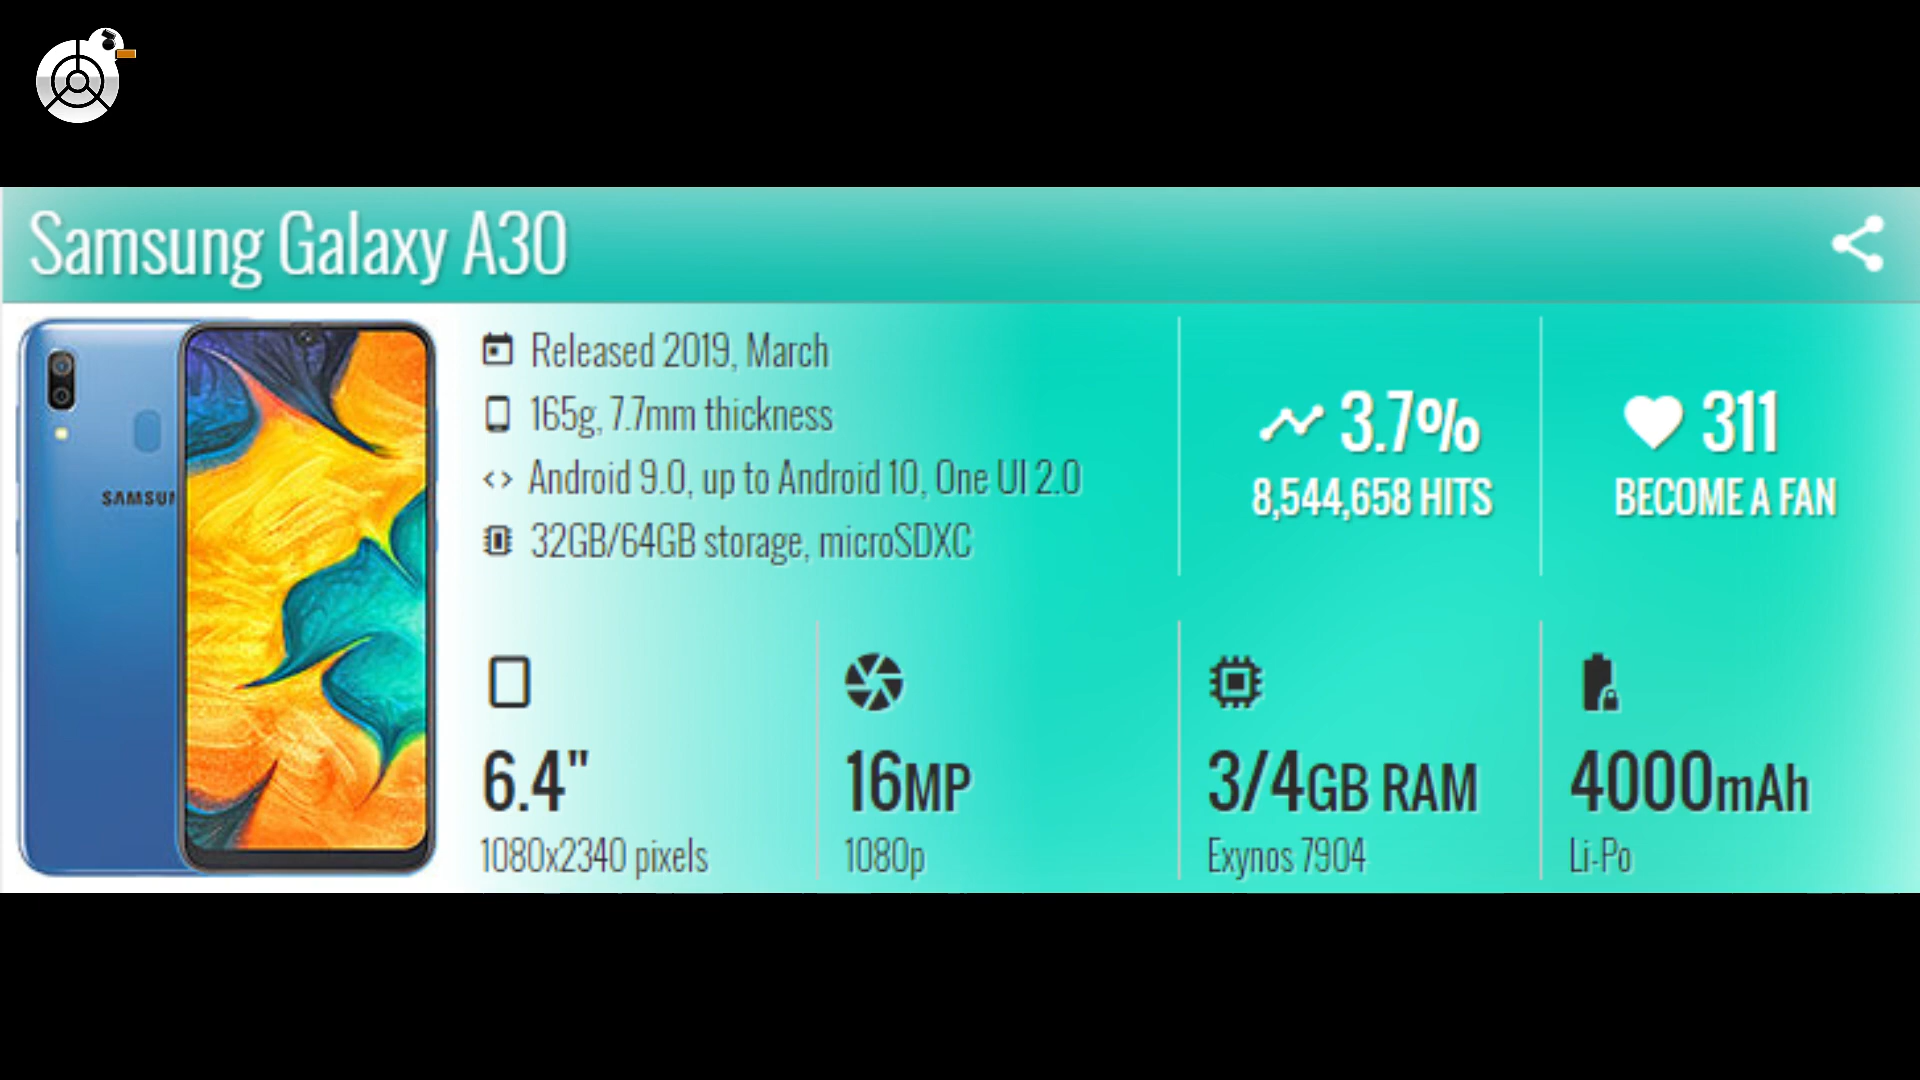 Samsung Galaxy A30
SAMSUN
Released 2019, March
165g, 7.7mm thickness
Android 9.0, up to Android 10, One UI 2.0
32GB/64GB storage, microSDXC
3.7%
8,544,658 HITS
311
BECOME A FAN
6.4"
1080x2340 pixels
16MP
1080p
3/4GB RAM
Exynos 7904
4000mAh
Li-Po